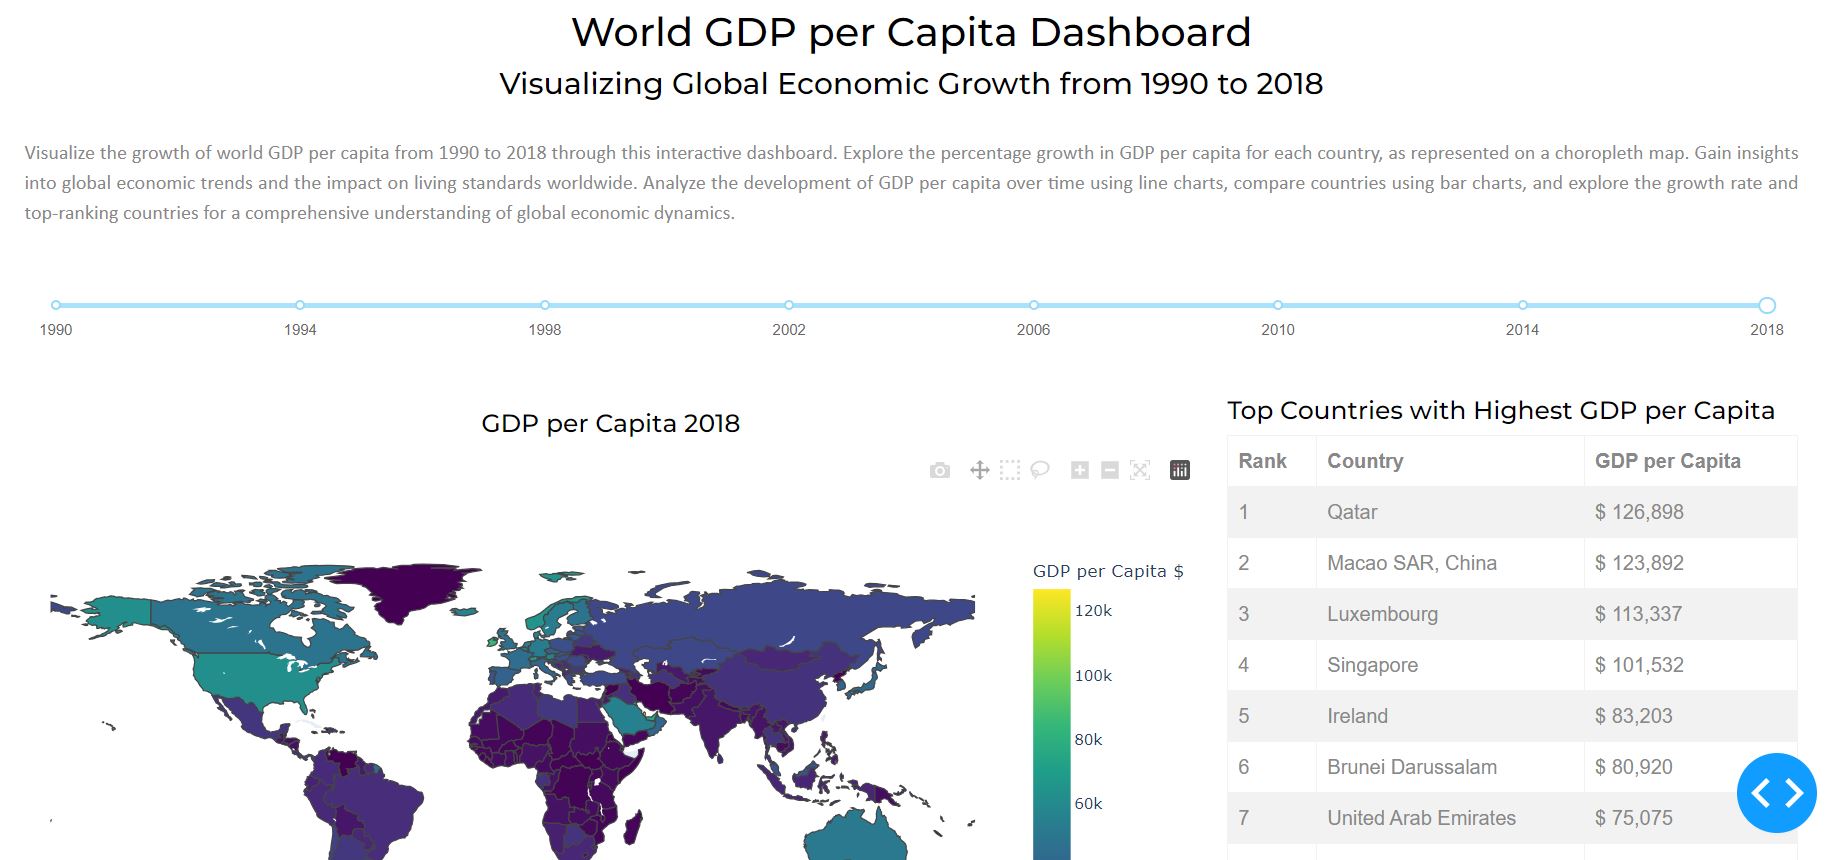 World GDP per Capita Dashboard
Visualizing Global Economic Growth from 1990 to 2018
Visualize the growth of world GDP per capita from 1990 to 2018 through this interactive dashboard. Explore the percentage growth in GDP per capita for each country, as represented on a choropleth map. Gain insights
into global economic trends and the impact on living standards worldwide. Analyze the development of GDP per capita over time using line charts, compare countries using bar charts, and explore the growth rate and
top-ranking countries for a comprehensive understanding of global economic dynamics.
1990 1994 1998 2002 2006 2010 2014 2018
GDP per Capita 2018
GDP per Capita $
120k
100k
80k
60k
Top Countries with Highest GDP per Capita
Rank Country GDP per Capita
1 Qatar $ 126,898
2 Macao SAR, China $ 123,892
3 Luxembourg $ 113,337
4 Singapore $ 101,532
5 Ireland $ 83,203
6 Brunei Darussalam $ 80,920
7 United Arab Emirates $ 75,075